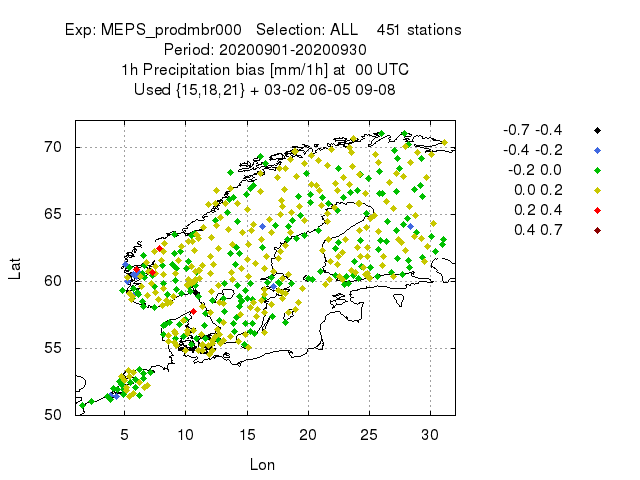 Exp: MEPS_prodmbr000 Selection: ALL 451 stations
Period: 20200901-20200930
1h Precipitation bias [mm/1h] at 00 UTC
Used {15,18,21} + 03-02 06-05 09-08
-0.7 -0.4
-0.4 -0.2
-0.2 0.0
0.0 0.2
0.2 0.4
0.4 0.7
Lat
70
65
60
55
50
5 10 15 20 25 30
Lon